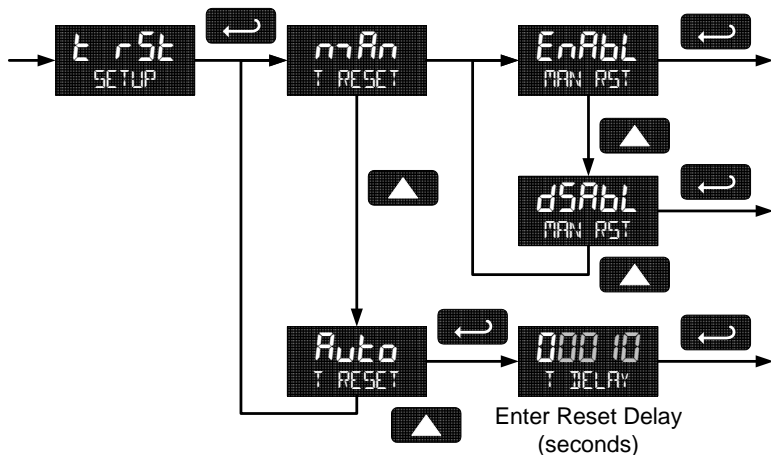 t rSt
SETUP
mAn
T RESET
EnAbL
MAN RST
dSAbL
MAN RST
Auto
T RESET
00010
T DELAY
Enter Reset Delay
(seconds)